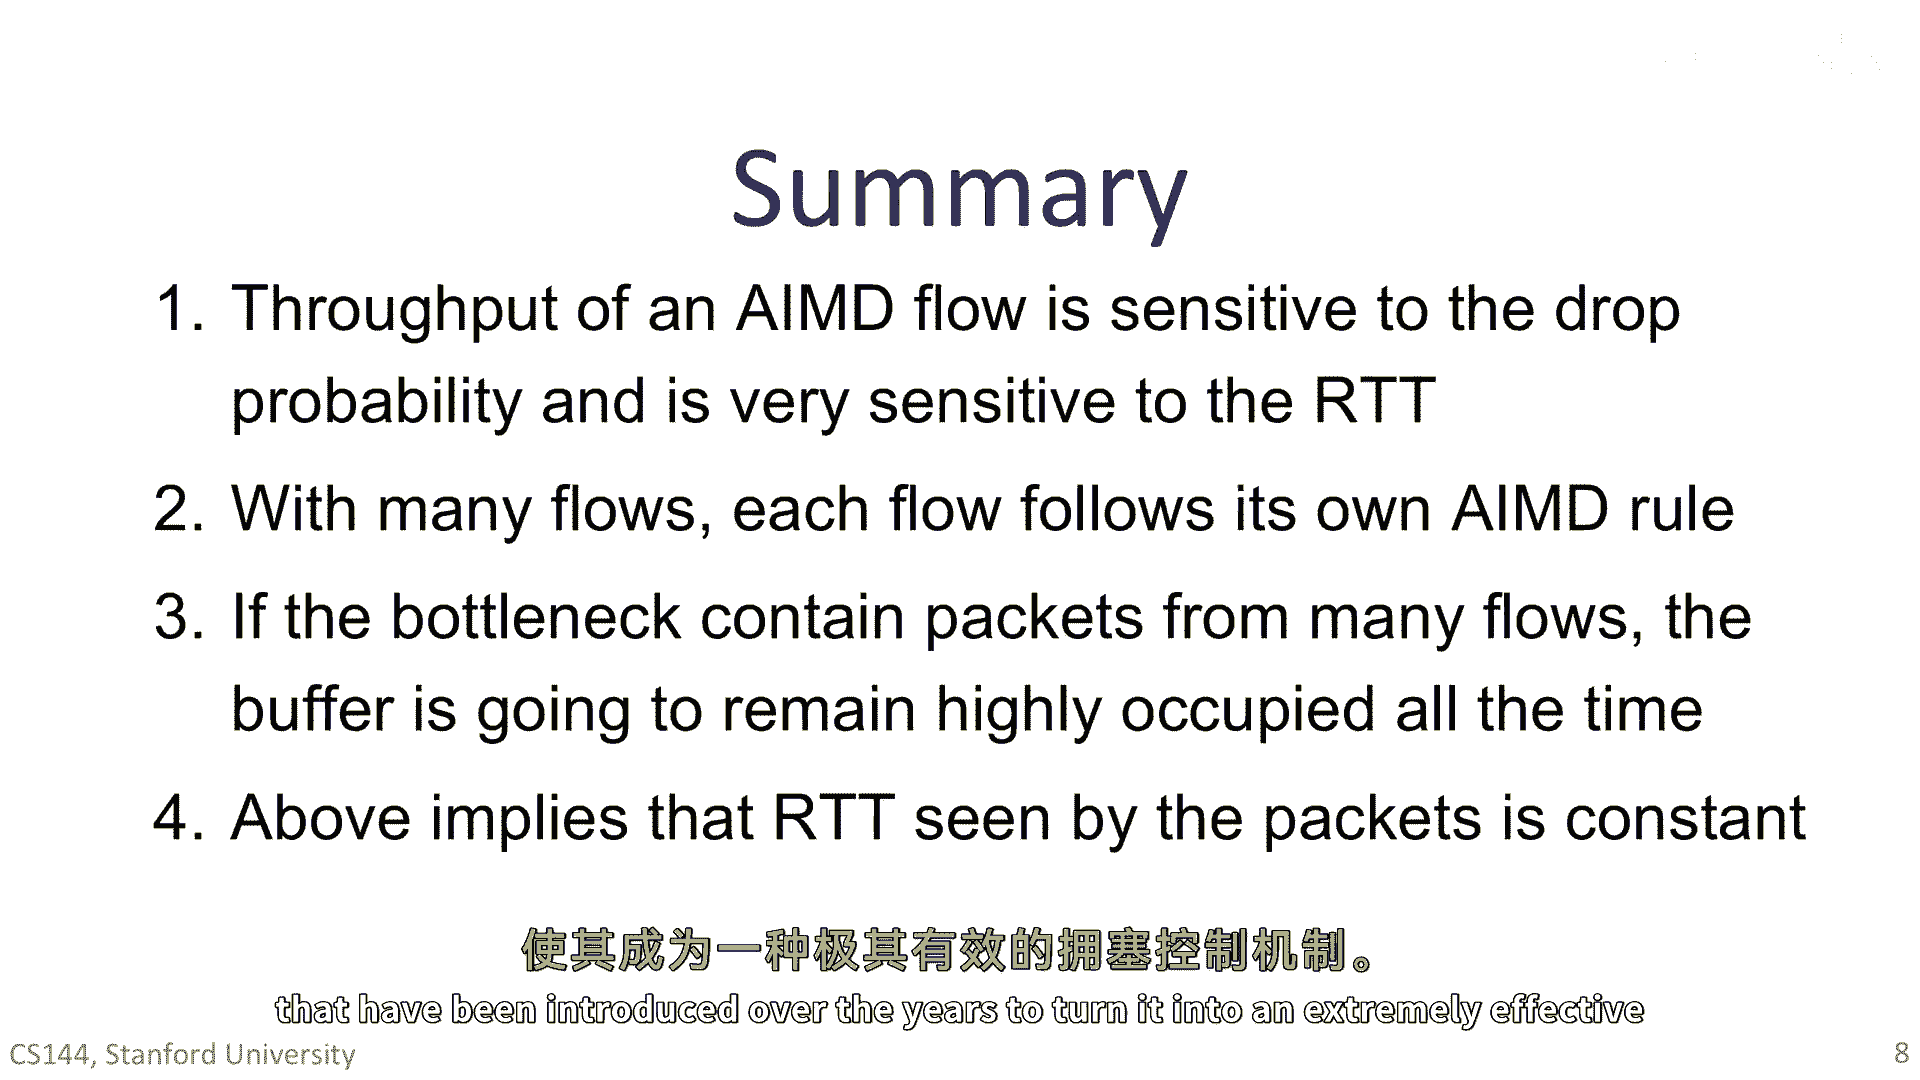 Summary
1. Throughput of an AIMD flow is sensitive to the drop
probability and is very sensitive to the RTT
2. With many flows, each flow follows its own AIMD rule
3. If the bottleneck contain packets from many flows, the
buffer is going to remain highly occupied all the time
4. Above implies that RTT seen by the packets is constant
使其成为一种极其有效的拥塞控制机制。
that have been introduced over the years to turn it into an extremely effective
CS144, Stanford University
8